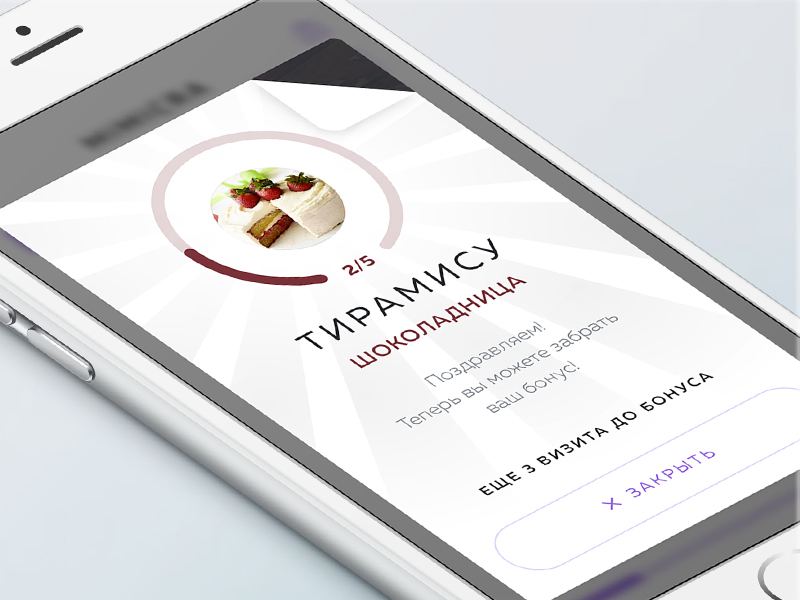 2/5
ТИРАМИСУ
ШОКОЛАДНИЦА
Поздравляем!
Теперь вы можете забрать
ваш бонус!
ЕЩЕ 3 ВИЗИТА ДО БОНУСА
× ЗАКРЫТЬ